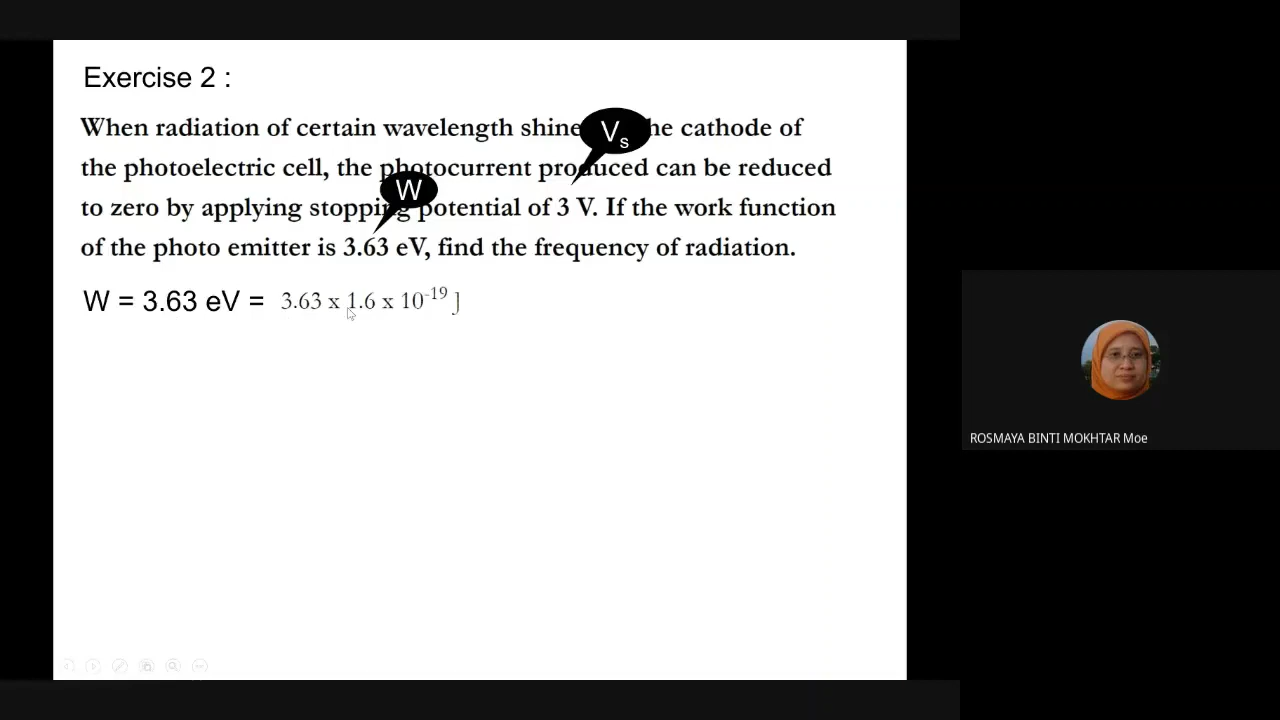 Exercise 2 :
When radiation of certain wavelength shine he cathode of
V_s
the photoelectric cell, the photocurrent produced can be reduced
W
to zero by applying stopping potential of 3 V. If the work function
of the photo emitter is 3.63 eV, find the frequency of radiation.
W = 3.63 eV = 3.63 x 1.6 x 10^-19 J
ROSMAYA BINTI MOKHTAR Moe